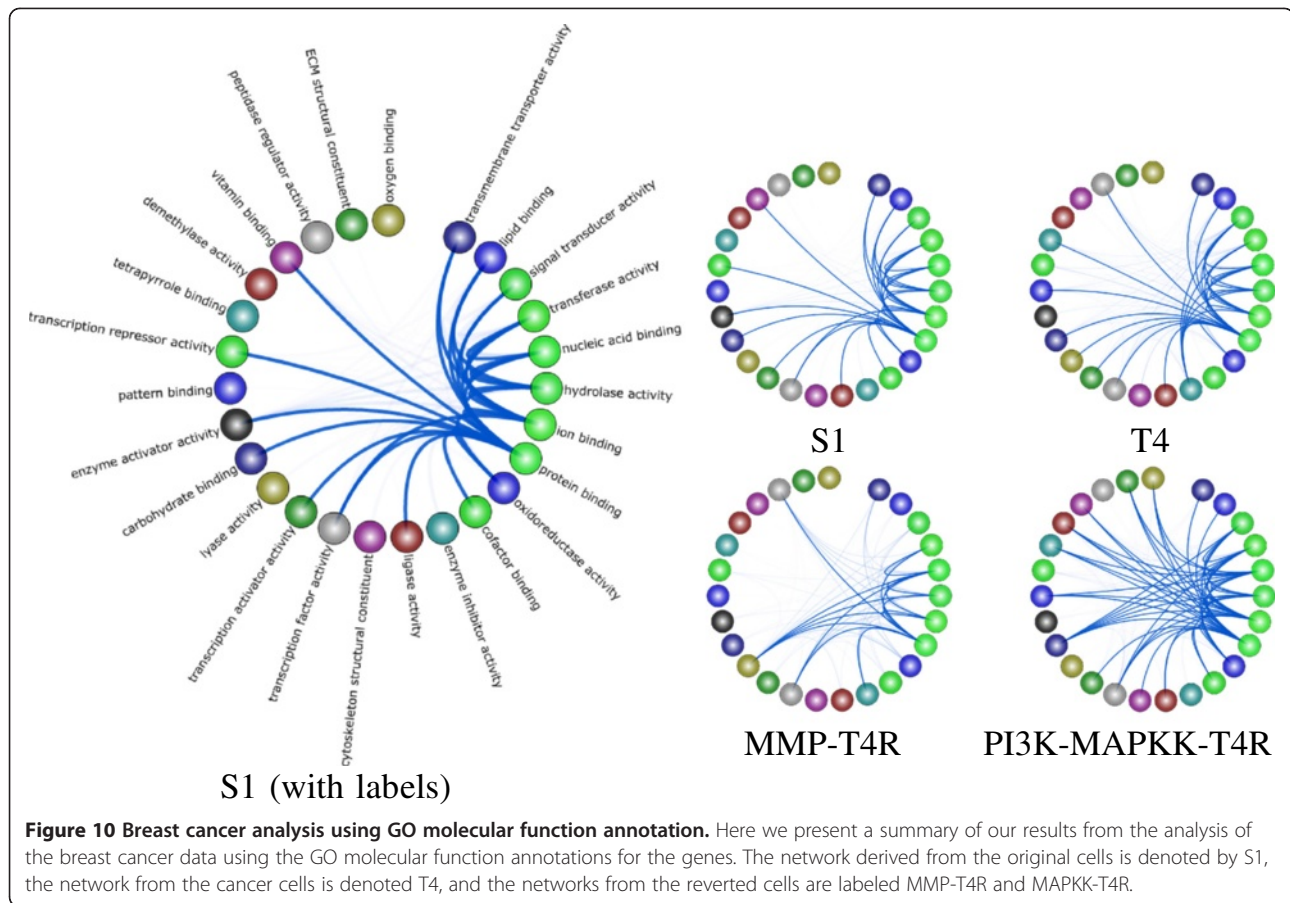 transmembrane transporter activity
lipid binding
signal transducer activity
transferase activity
nucleic acid binding
hydrolase activity
ion binding
protein binding
oxidoreductase activity
cofactor binding
enzyme inhibitor activity
ligase activity
cytoskeleton structural constituent
transcription factor activity
transcription activator activity
lyase activity
carbohydrate binding
enzyme activator activity
pattern binding
transcription repressor activity
tetrapyrrole binding
demethylase activity
vitamin binding
peptidase regulator activity
ECM structural constituent
oxygen binding
S1 (with labels)
S1
T4
MMP-T4R
PI3K-MAPKK-T4R
Figure 10 Breast cancer analysis using GO molecular function annotation. Here we present a summary of our results from the analysis of
the breast cancer data using the GO molecular function annotations for the genes. The network derived from the original cells is denoted by S1,
the network from the cancer cells is denoted T4, and the networks from the reverted cells are labeled MMP-T4R and MAPKK-T4R.